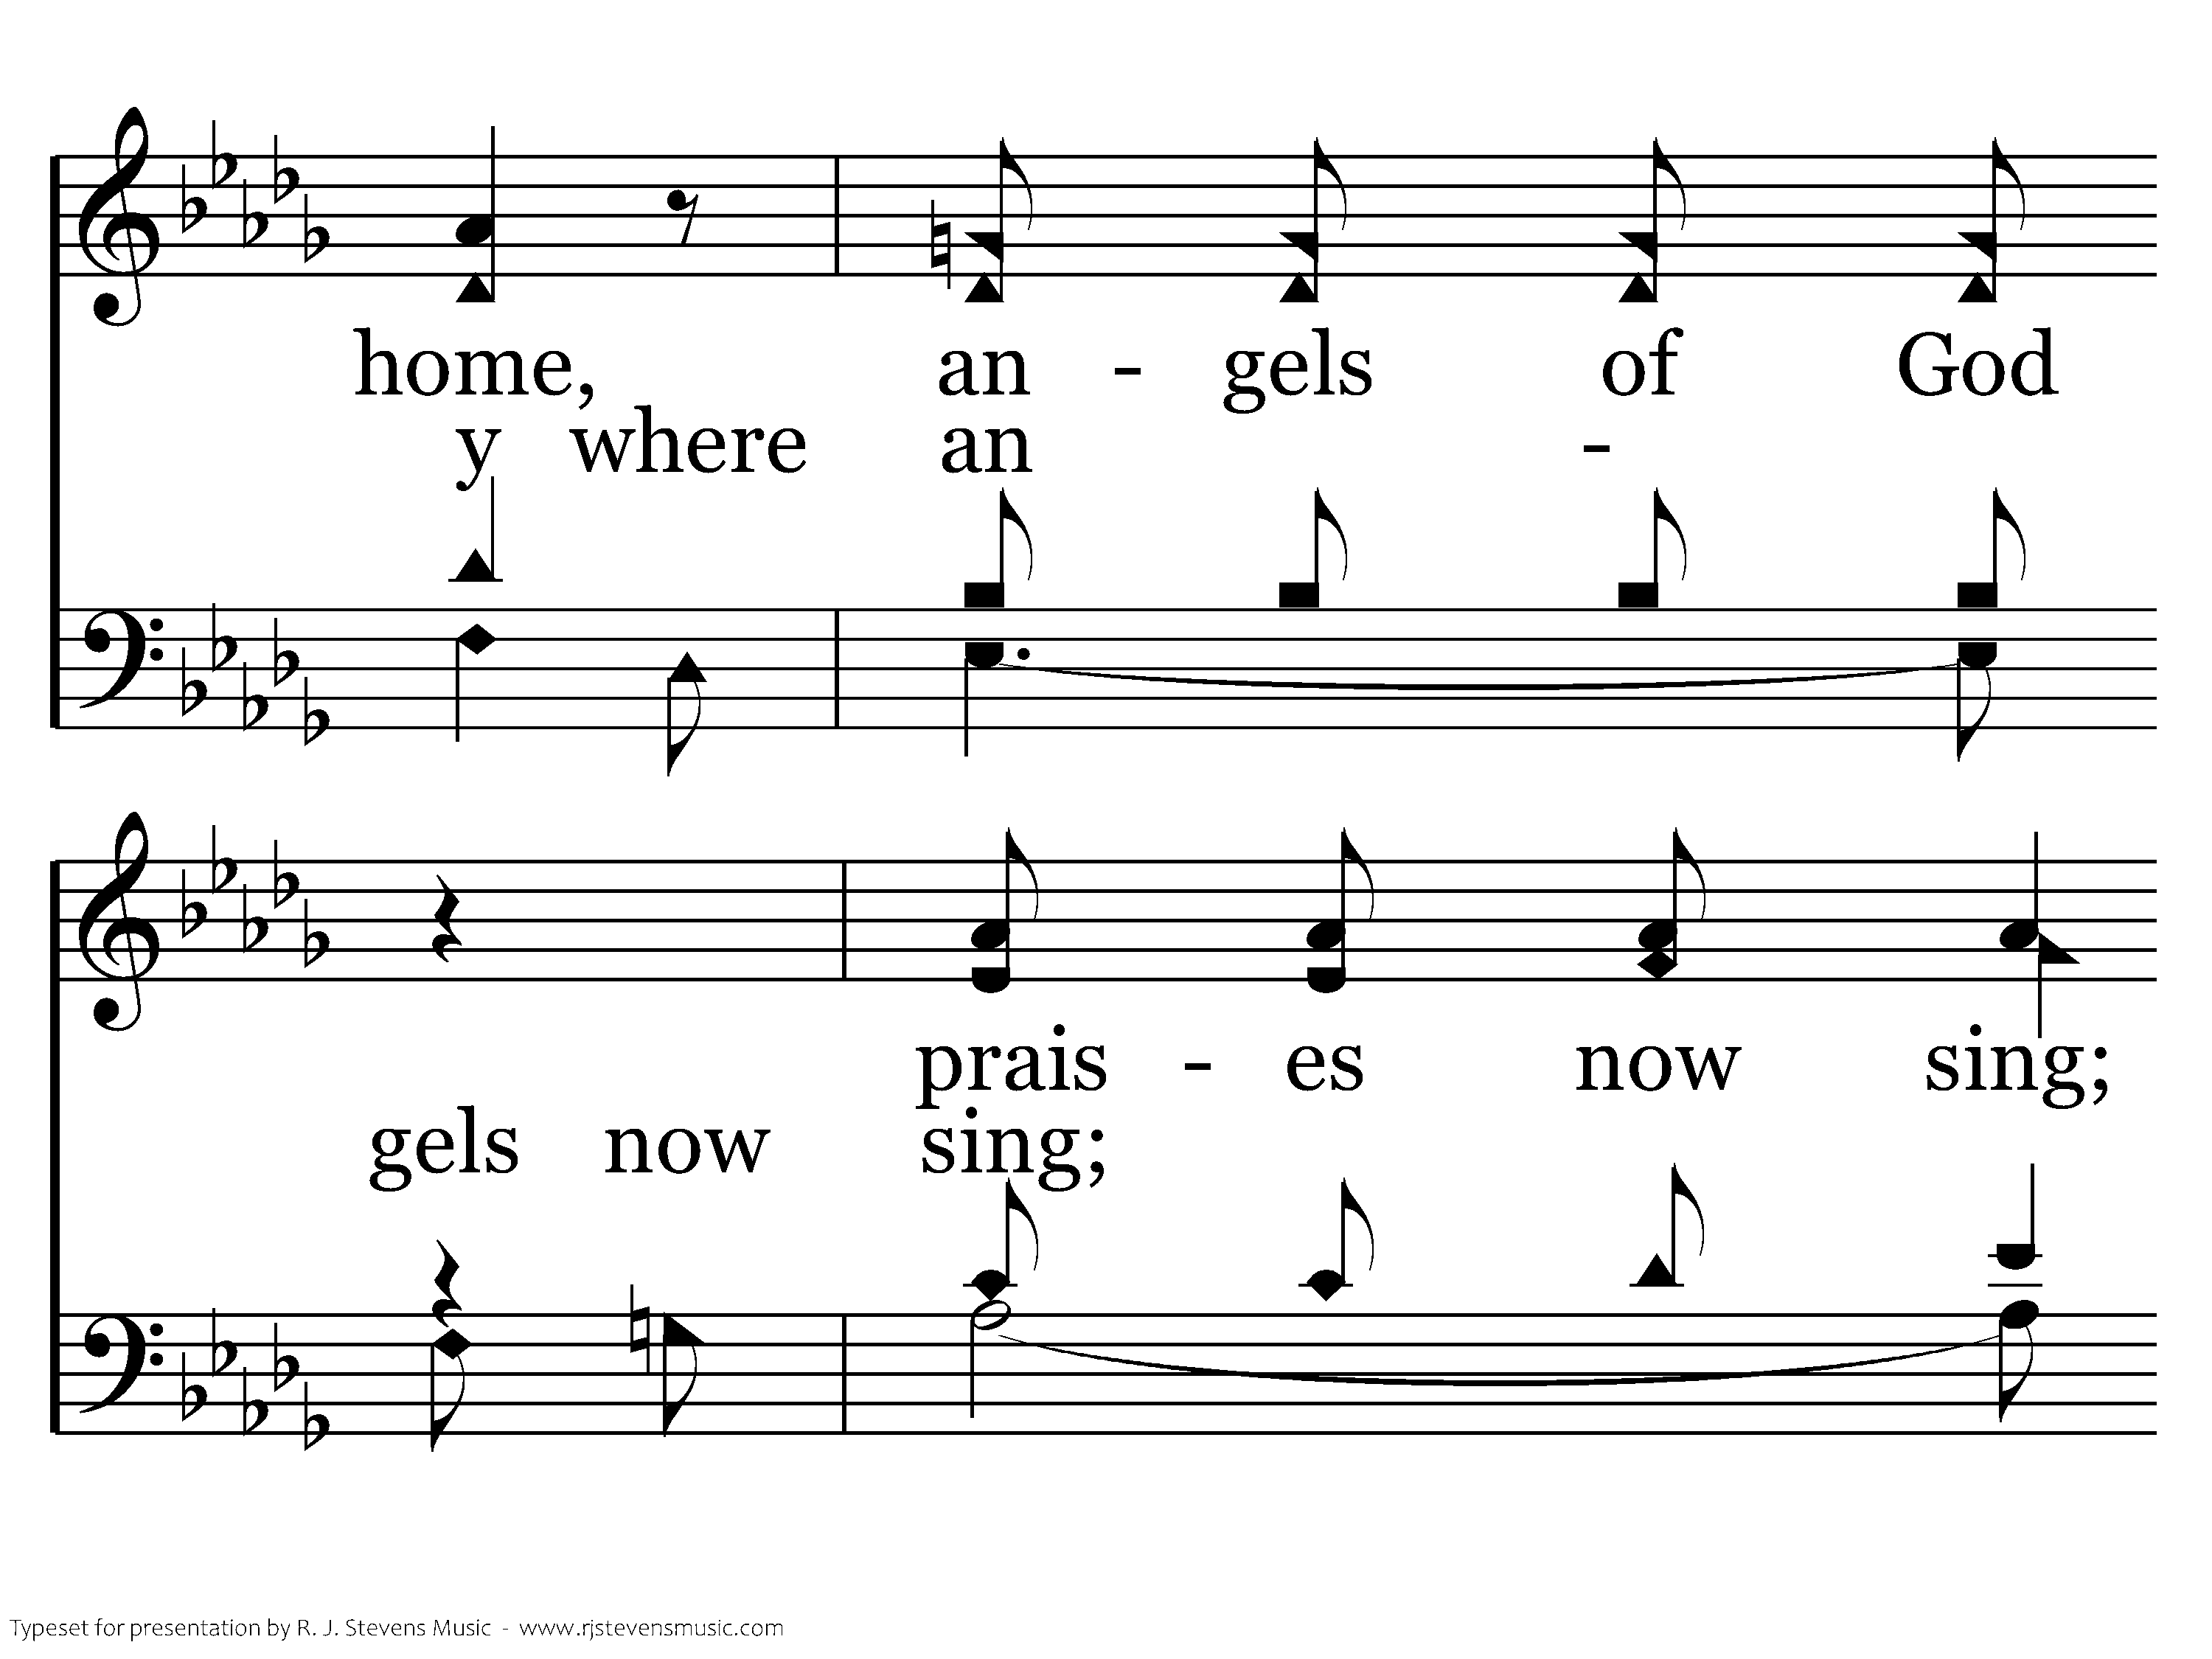 home, an - gels of God
y where an -
prais - es now sing;
gels now sing;
Typeset for presentation by R. J. Stevens Music - www.rjstevensmusic.com